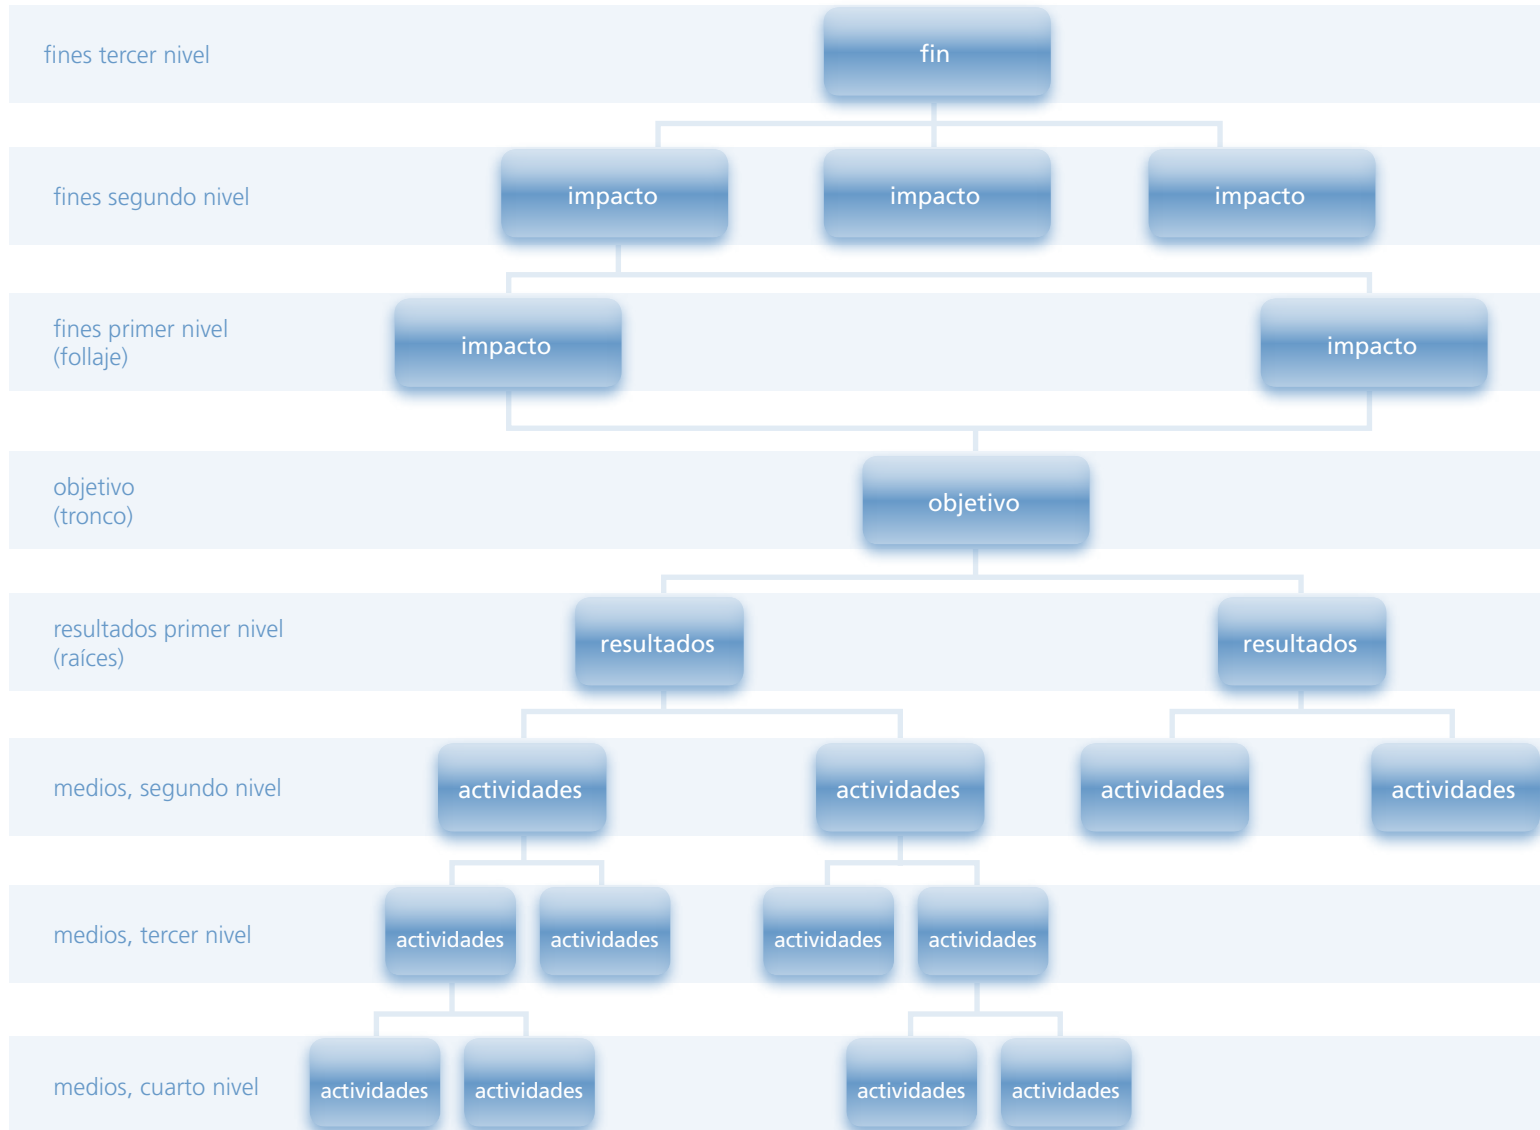 fines tercer nivel
fin
fines segundo nivel
impacto
impacto
impacto
fines primer nivel
(follaje)
impacto
impacto
objetivo
(tronco)
objetivo
resultados primer nivel
(raíces)
resultados
resultados
medios, segundo nivel
actividades
actividades
actividades
actividades
medios, tercer nivel
actividades
actividades
actividades
actividades
medios, cuarto nivel
actividades
actividades
actividades
actividades